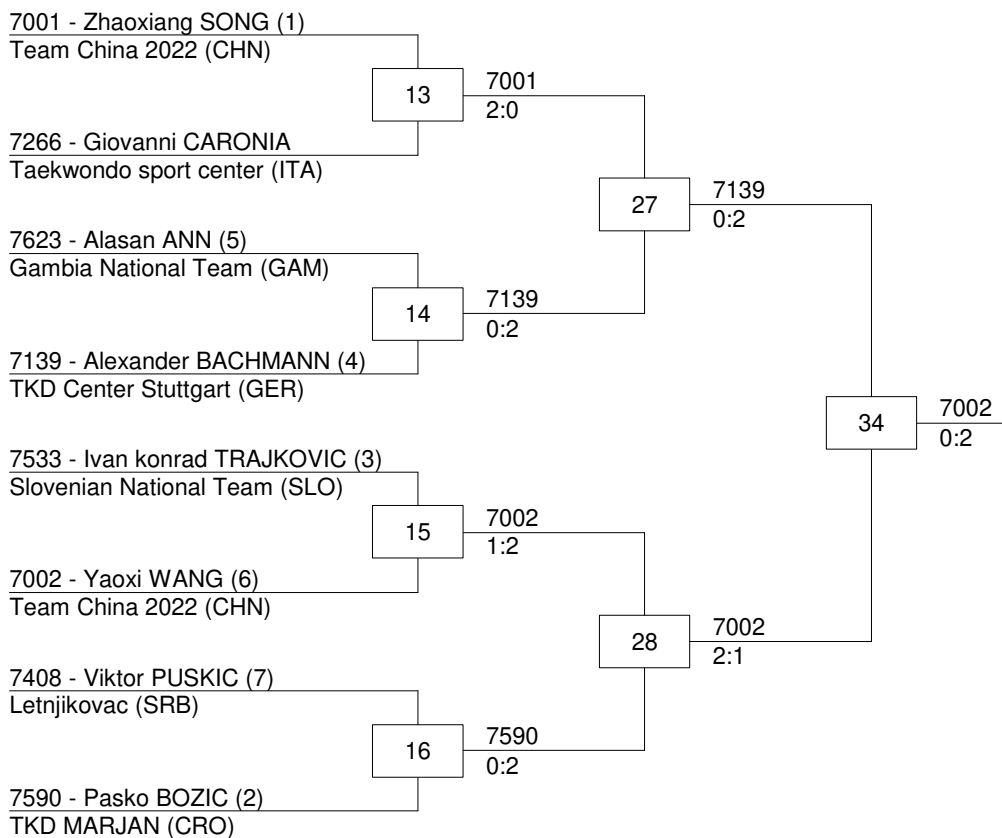 7001 - Zhaoxiang SONG (1)
Team China 2022 (CHN)
13
7001
2:0
7266 - Giovanni CARONIA
Taekwondo sport center (ITA)
27
7139
0:2
7623 - Alasan ANN (5)
Gambia National Team (GAM)
14
7139
0:2
7139 - Alexander BACHMANN (4)
TKD Center Stuttgart (GER)
34
7002
0:2
7533 - Ivan konrad TRAJKOVIC (3)
Slovenian National Team (SLO)
15
7002
1:2
7002 - Yaoxi WANG (6)
Team China 2022 (CHN)
28
7002
2:1
7408 - Viktor PUSKIC (7)
Letnjikovac (SRB)
16
7590
0:2
7590 - Pasko BOZIC (2)
TKD MARJAN (CRO)